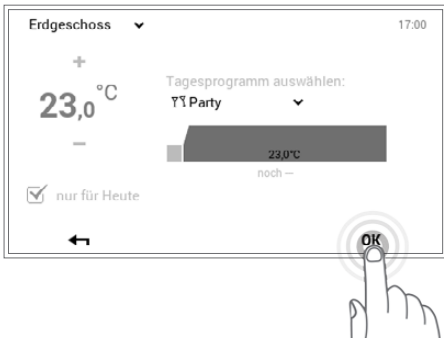 Erdgeschoss 17:00
+
23,0 °C
Tagesprogramm auswählen:
Party
−
23,0°C
noch --
nur für Heute
OK